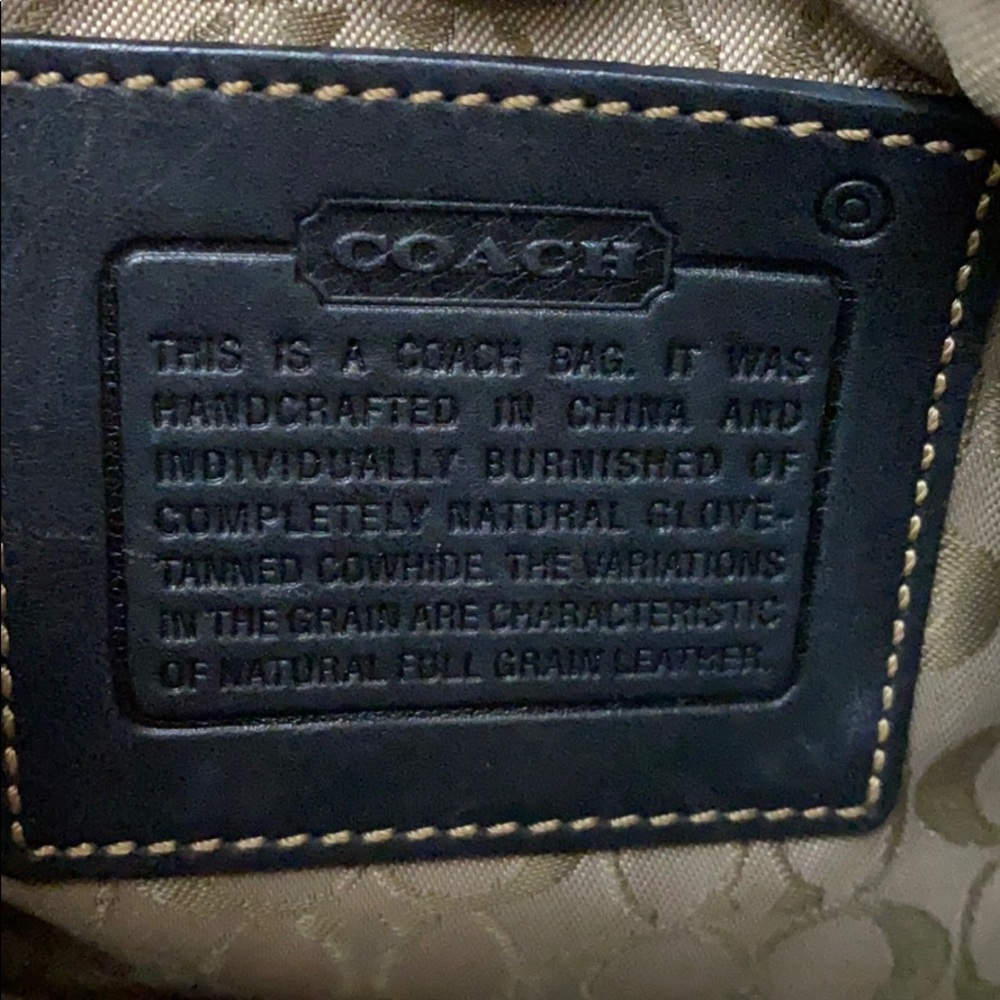 COACH
THIS IS A COACH BAG. IT WAS
HANDCRAFTED IN CHINA AND
INDIVIDUALLY BURNISHED OF
COMPLETELY NATURAL GLOVE-
TANNED COWHIDE. THE VARIATIONS
IN THE GRAIN ARE CHARACTERISTIC
OF NATURAL FULL GRAIN LEATHER.